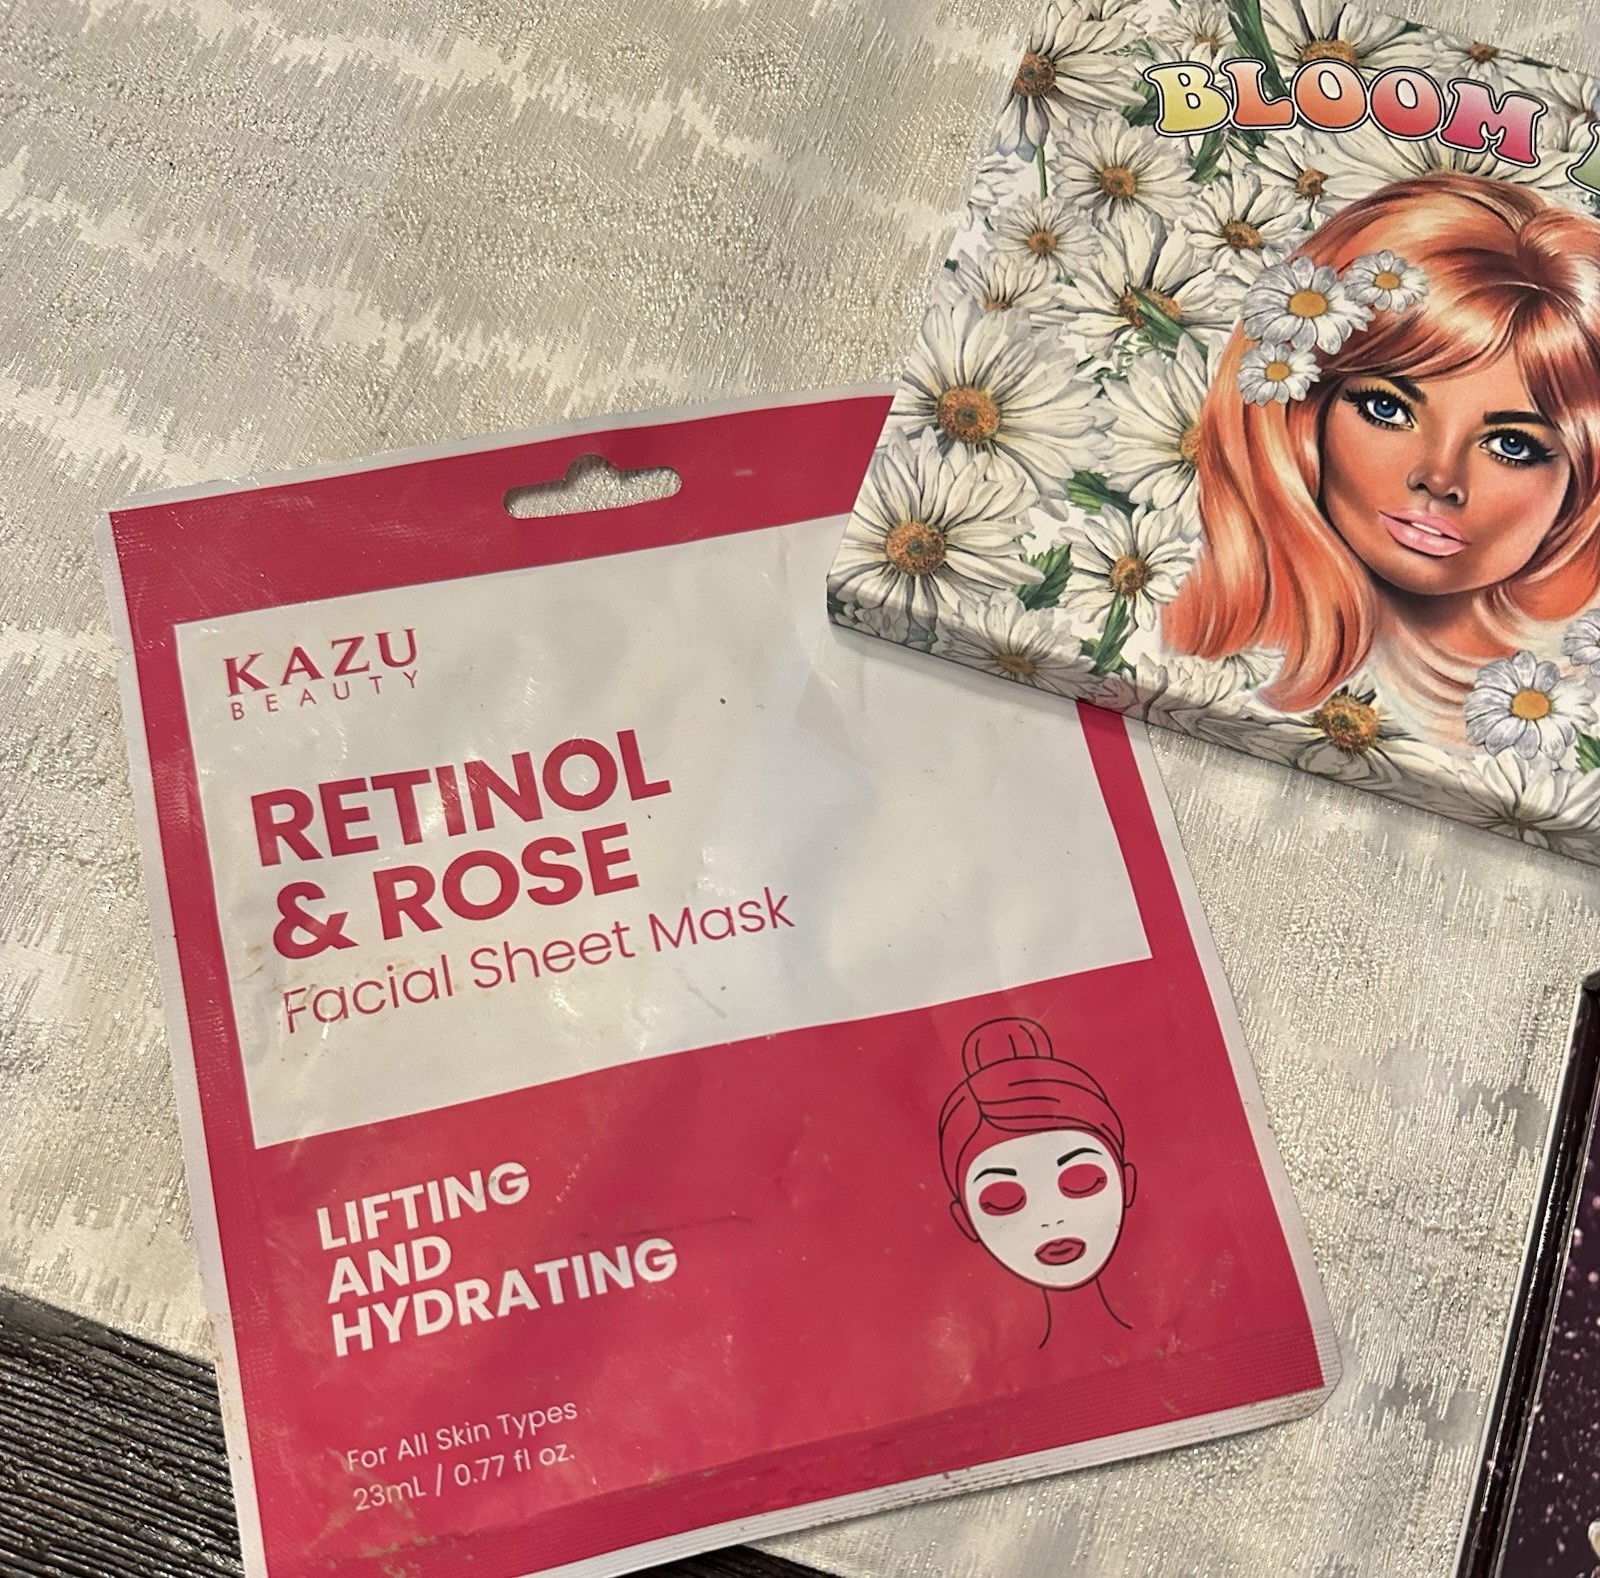 BLOOM
KAZU
BEAUTY
RETINOL
& ROSE
Facial Sheet Mask
LIFTING
AND
HYDRATING
For All Skin Types
23mL / 0.77 fl oz.